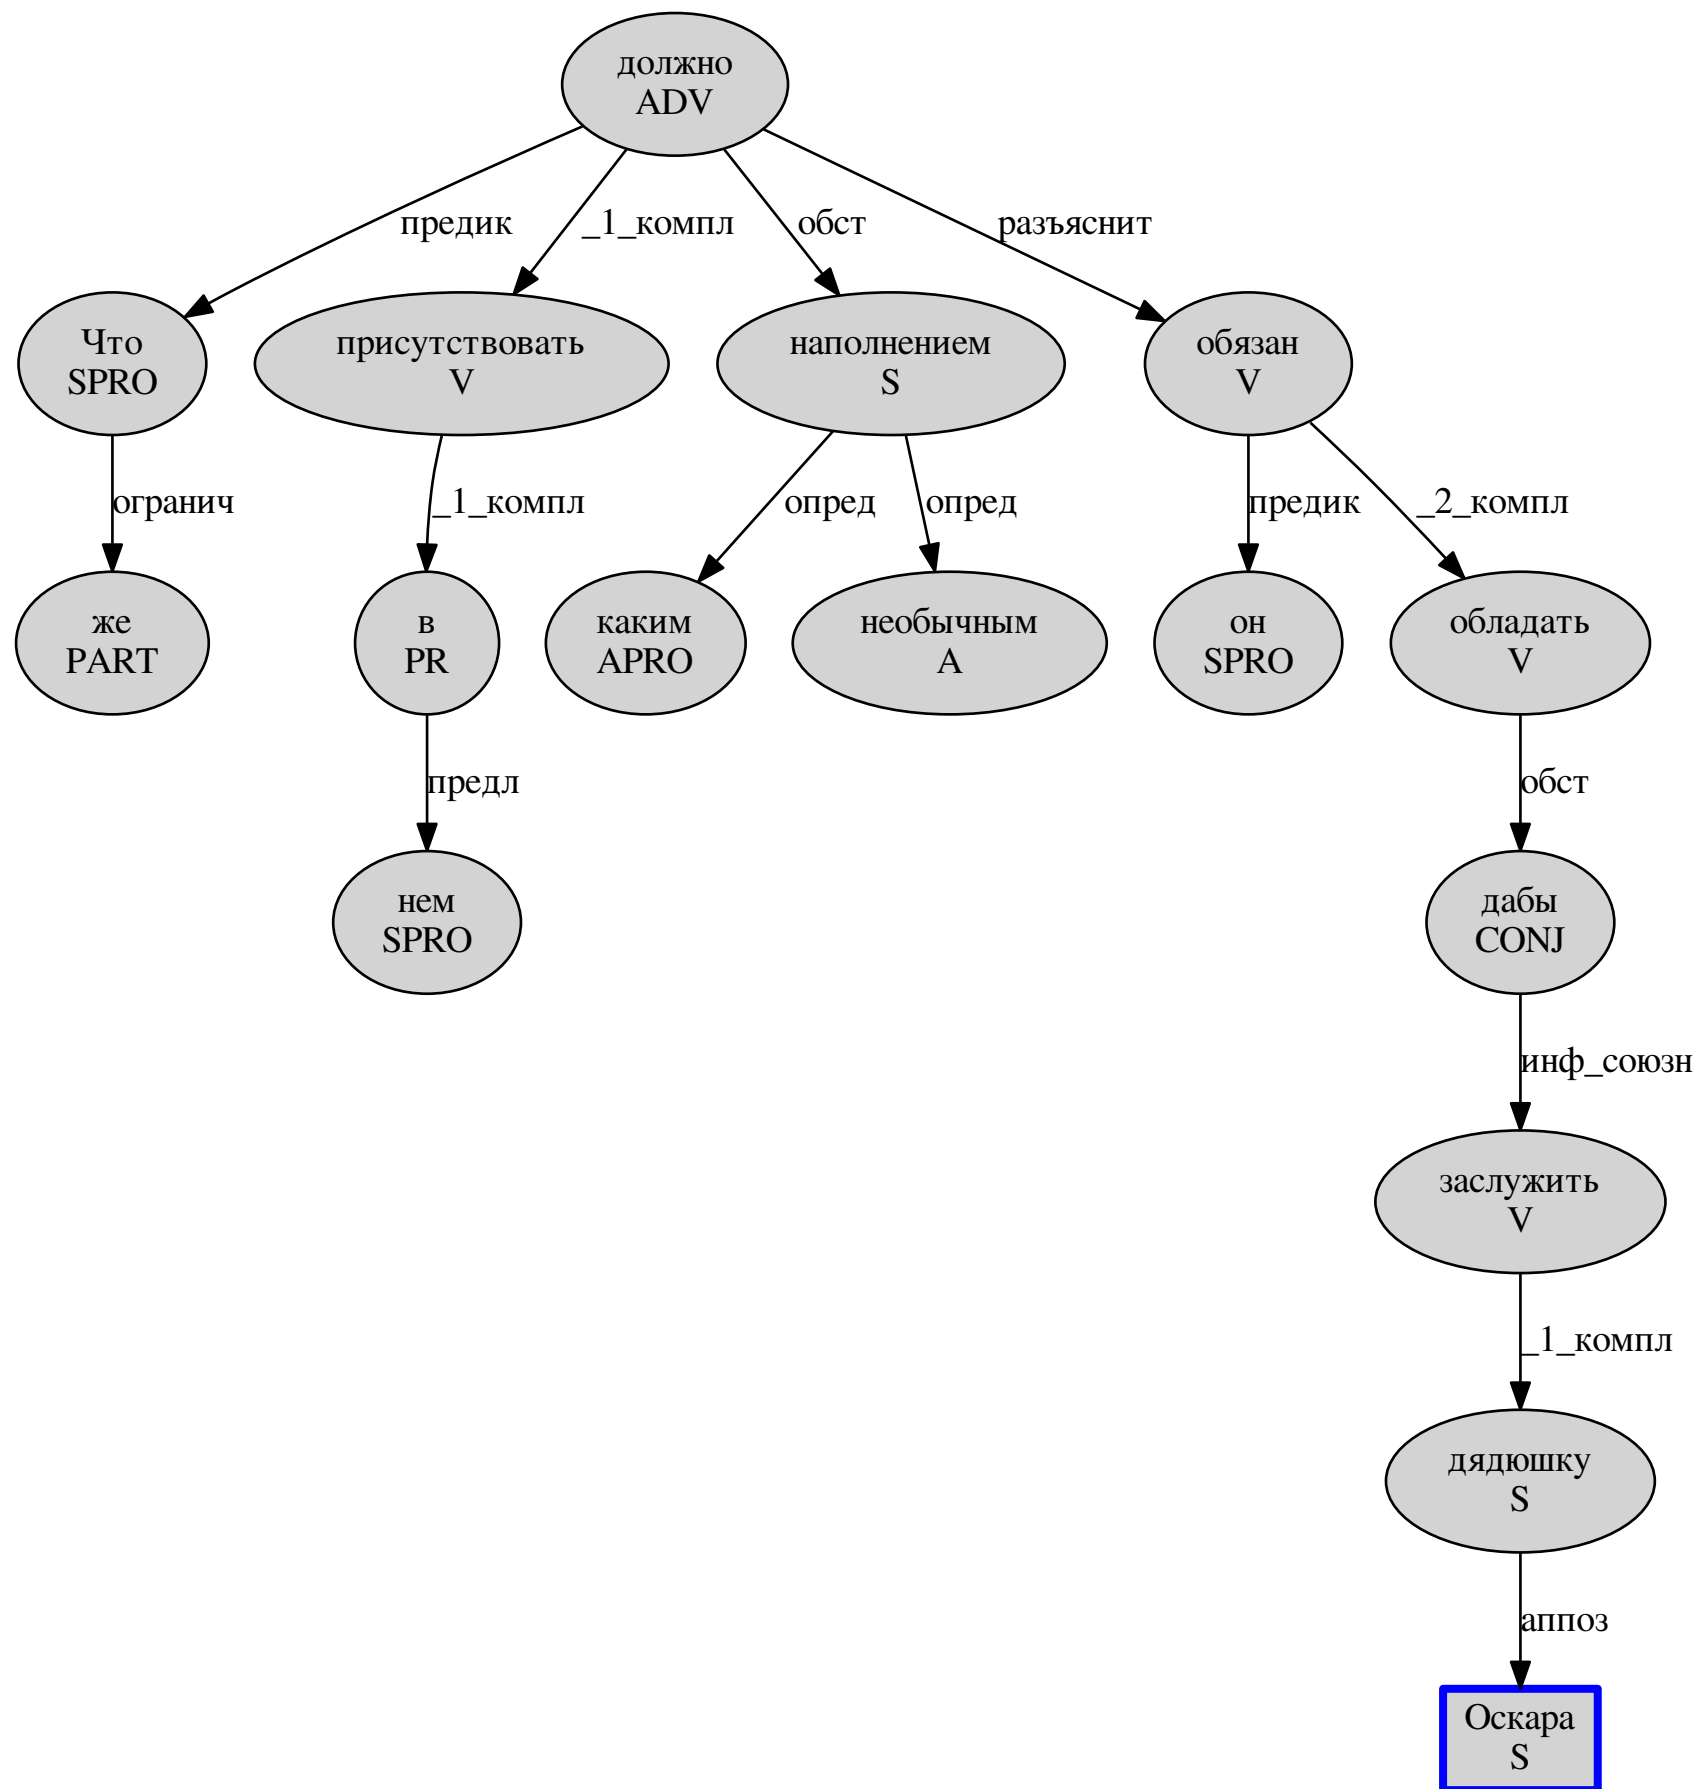 должно
ADV
предик
_1_компл
обст
разъяснит
Что
SPRO
присутствовать
V
наполнением
S
обязан
V
огранич
_1_компл
опред
опред
предик
_2_компл
же
PART
в
PR
каким
APRO
необычным
A
он
SPRO
обладать
V
предл
обст
нем
SPRO
дабы
CONJ
инф_союзн
заслужить
V
_1_компл
дядюшку
S
аппоз
Оскара
S